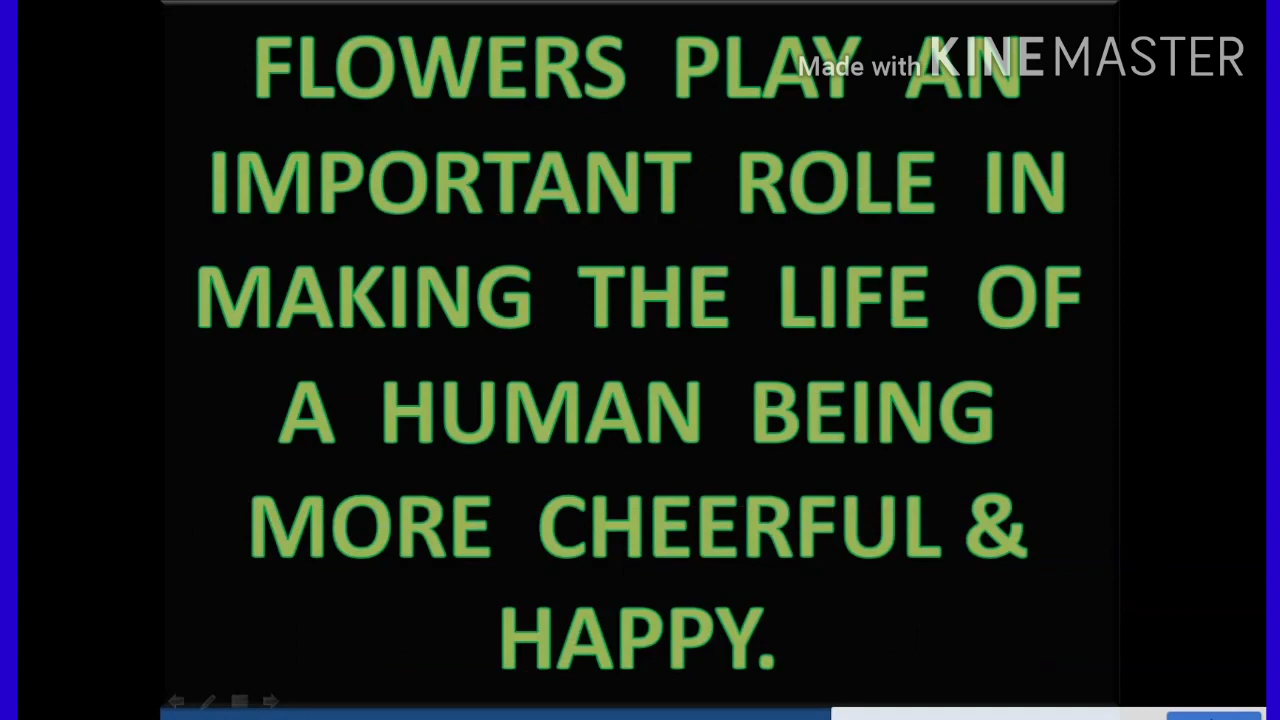 FLOWERS PLAY AN
Made with KINEMASTER
IMPORTANT ROLE IN
MAKING THE LIFE OF
A HUMAN BEING
MORE CHEERFUL &
HAPPY.